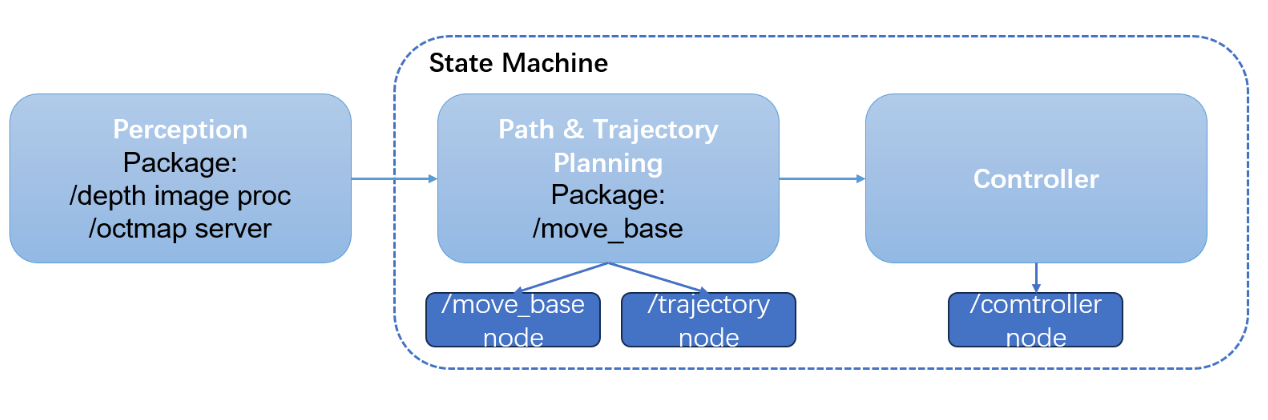 State Machine
Perception
Package:
/depth image proc
/octmap server
Path & Trajectory
Planning
Package:
/move_base
Controller
/move_base
node
/trajectory
node
/comtroller
node